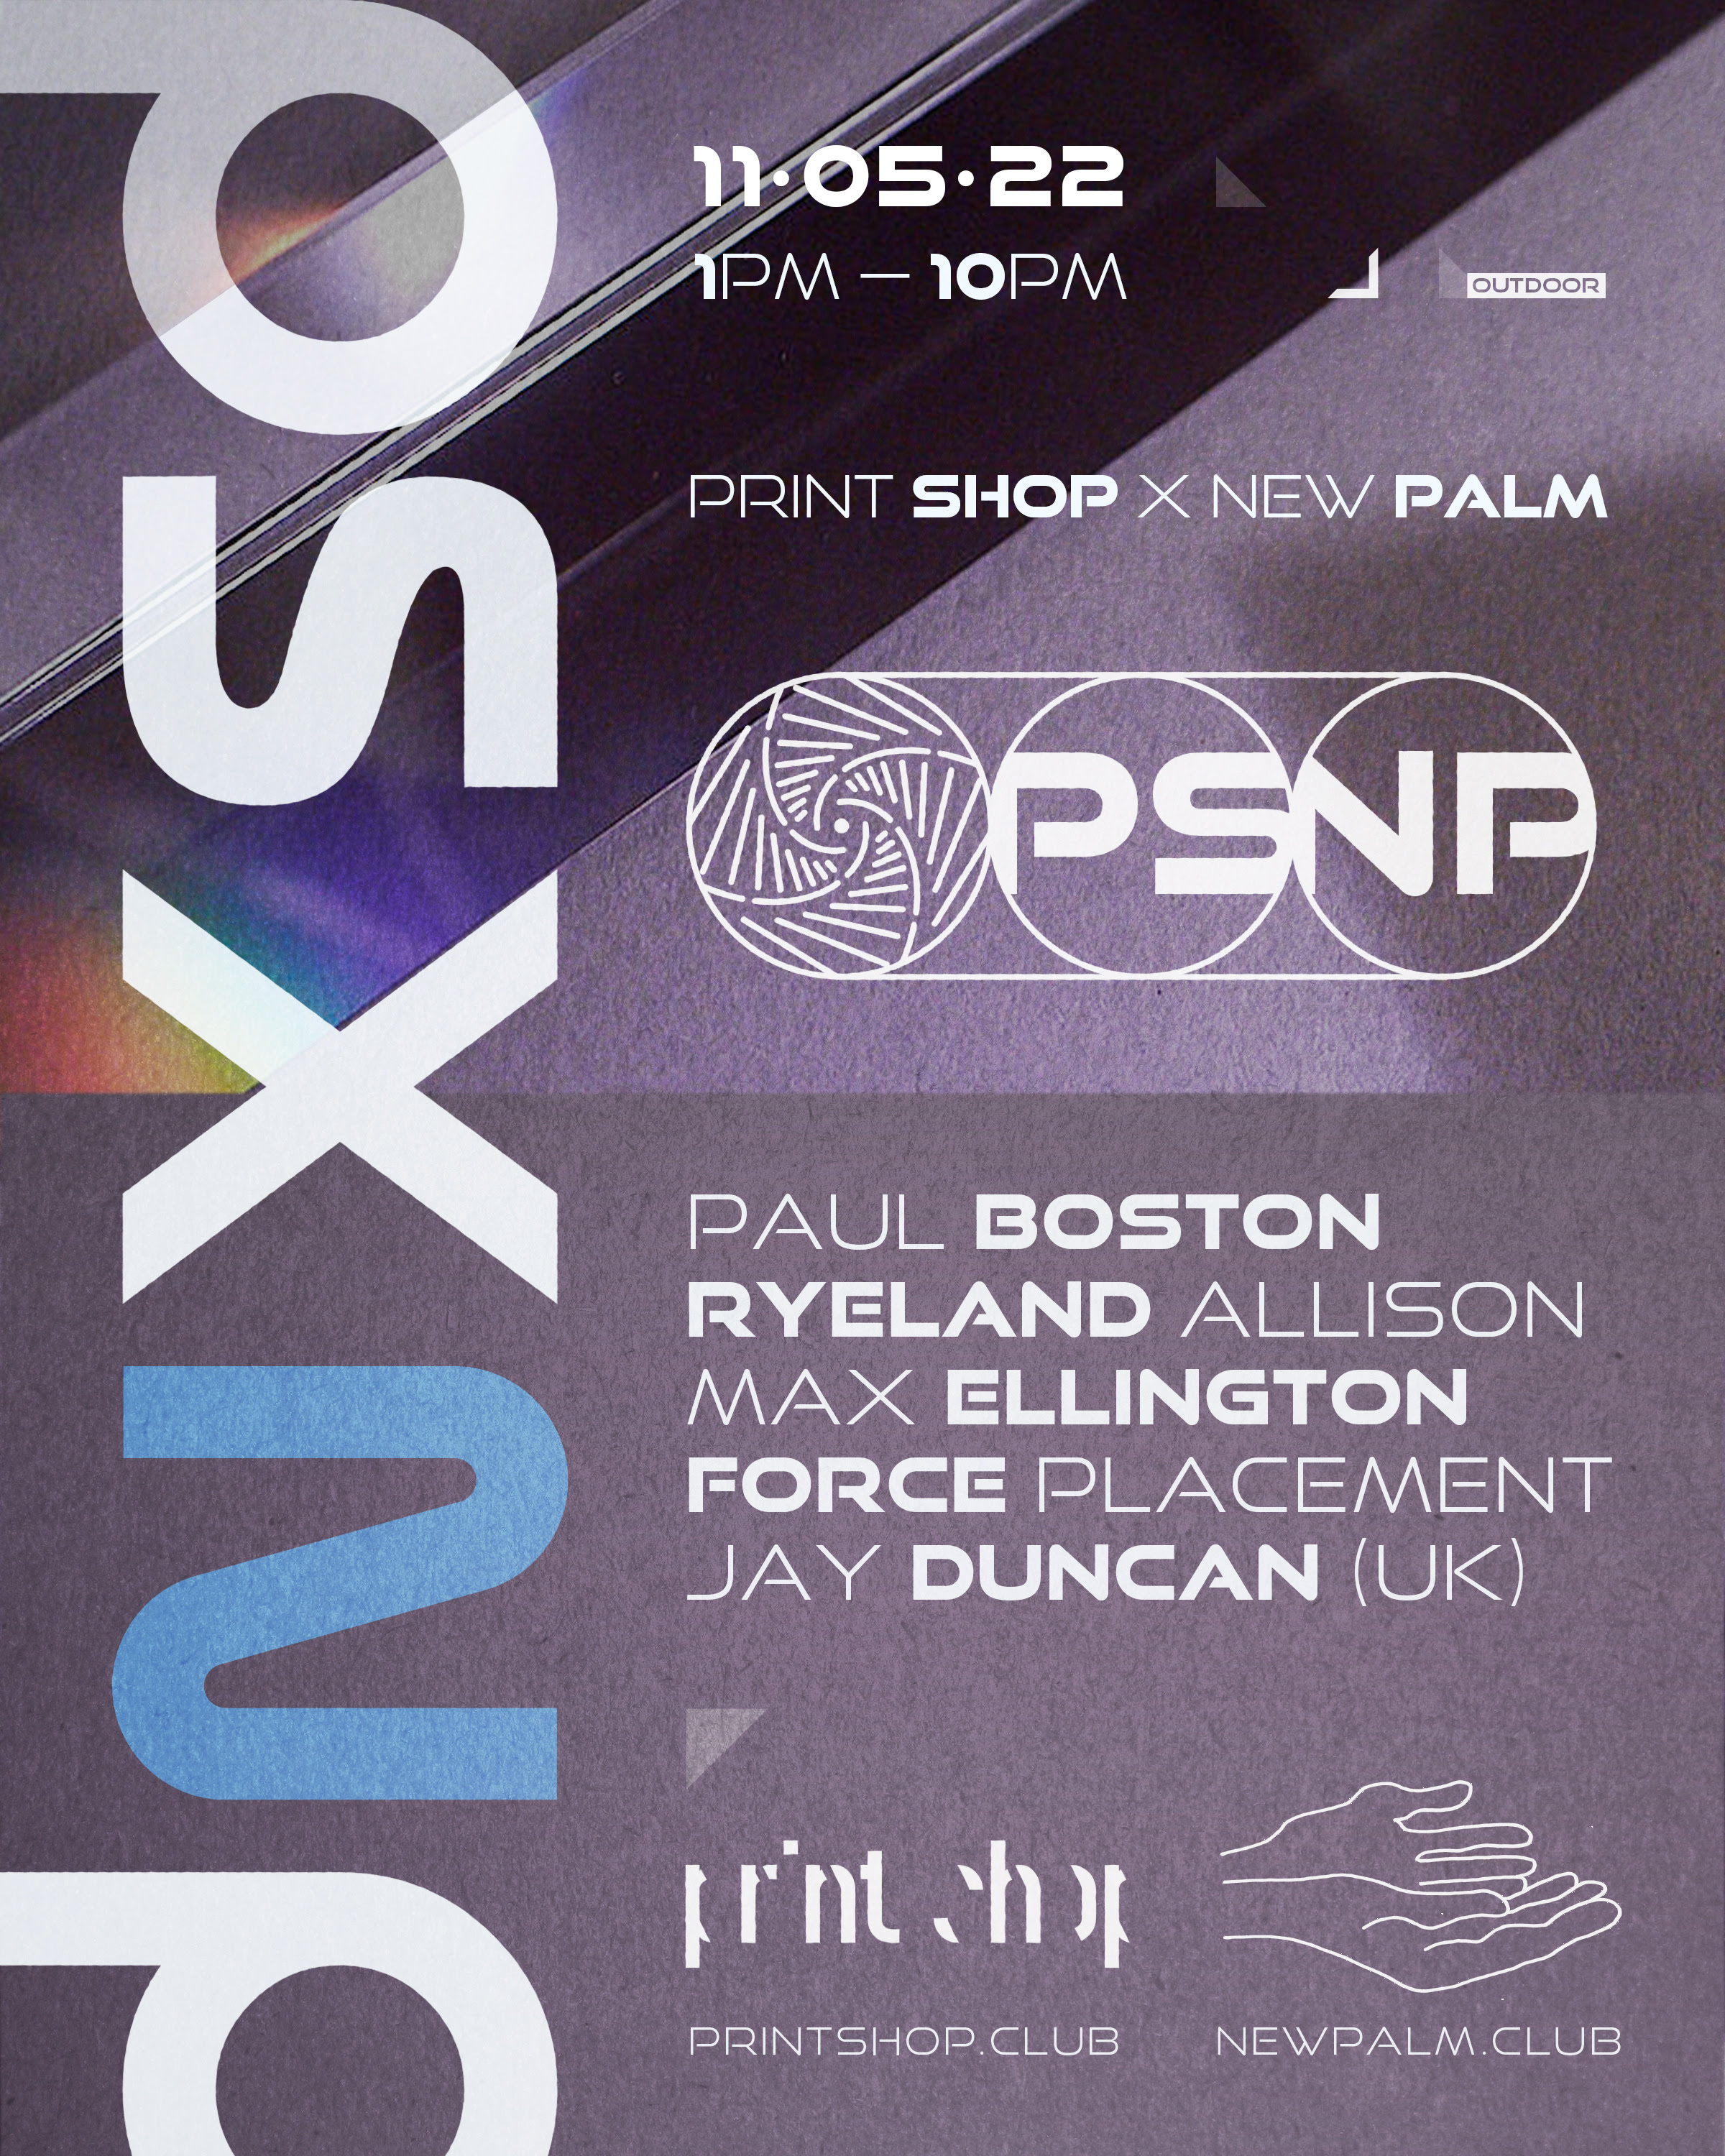 psxnp
11·05·22
1PM — 10PM
OUTDOOR
PRINT SHOP X NEW PALM
PSNP
PAUL BOSTON
RYELAND ALLISON
MAX ELLINGTON
FORCE PLACEMENT
JAY DUNCAN (UK)
print shop
PRINTSHOP.CLUB
NEWPALM.CLUB